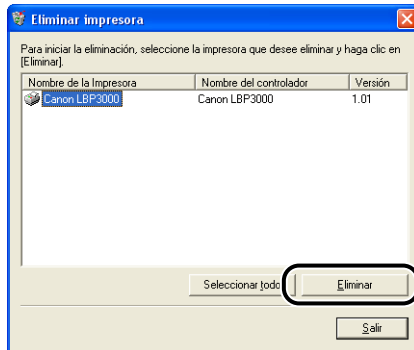 Eliminar impresora
Para iniciar la eliminación, seleccione la impresora que desee eliminar y haga clic en
[Eliminar].
Nombre de la Impresora Nombre del controlador Versión
Canon LBP3000 Canon LBP3000 1.01
Seleccionar todo Eliminar
Salir